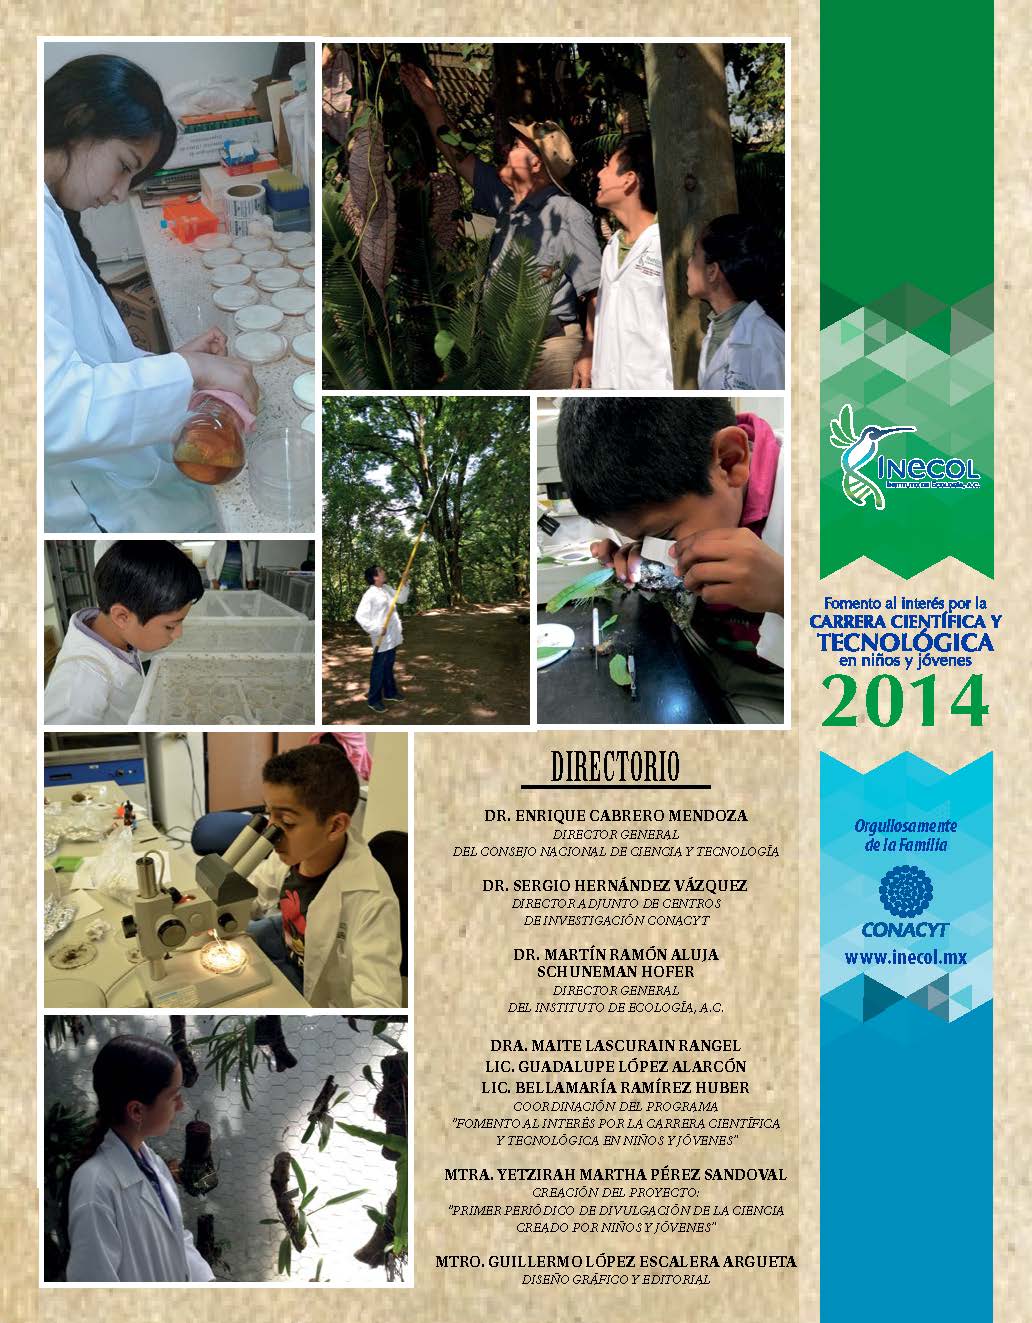 DIRECTORIO
DR. ENRIQUE CABRERO MENDOZA
DIRECTOR GENERAL
DEL CONSEJO NACIONAL DE CIENCIA Y TECNOLOGÍA
DR. SERGIO HERNÁNDEZ VÁZQUEZ
DIRECTOR ADJUNTO DE CENTROS
DE INVESTIGACIÓN CONACYT
DR. MARTÍN RAMÓN ALUJA
SCHUNEMAN HOFER
DIRECTOR GENERAL
DEL INSTITUTO DE ECOLOGÍA, A.C.
DRA. MAITE LASCURAIN RANGEL
LIC. GUADALUPE LÓPEZ ALARCÓN
LIC. BELLAMARÍA RAMÍREZ HUBER
COORDINACIÓN DEL PROGRAMA
"FOMENTO AL INTERÉS POR LA CARRERA CIENTÍFICA
Y TECNOLÓGICA EN NIÑOS Y JÓVENES"
MTRA. YETZIRAH MARTHA PÉREZ SANDOVAL
CREACIÓN DEL PROYECTO:
"PRIMER PERIÓDICO DE DIVULGACIÓN DE LA CIENCIA
CREADO POR NIÑOS Y JÓVENES"
MTRO. GUILLERMO LÓPEZ ESCALERA ARGUETA
DISEÑO GRÁFICO Y EDITORIAL
INECOL
INSTITUTO DE ECOLOGÍA, A.C.
Fomento al interés por la
CARRERA CIENTÍFICA Y
TECNOLÓGICA
en niños y jóvenes
2014
Orgullosamente
de la Familia
CONACYT
www.inecol.mx